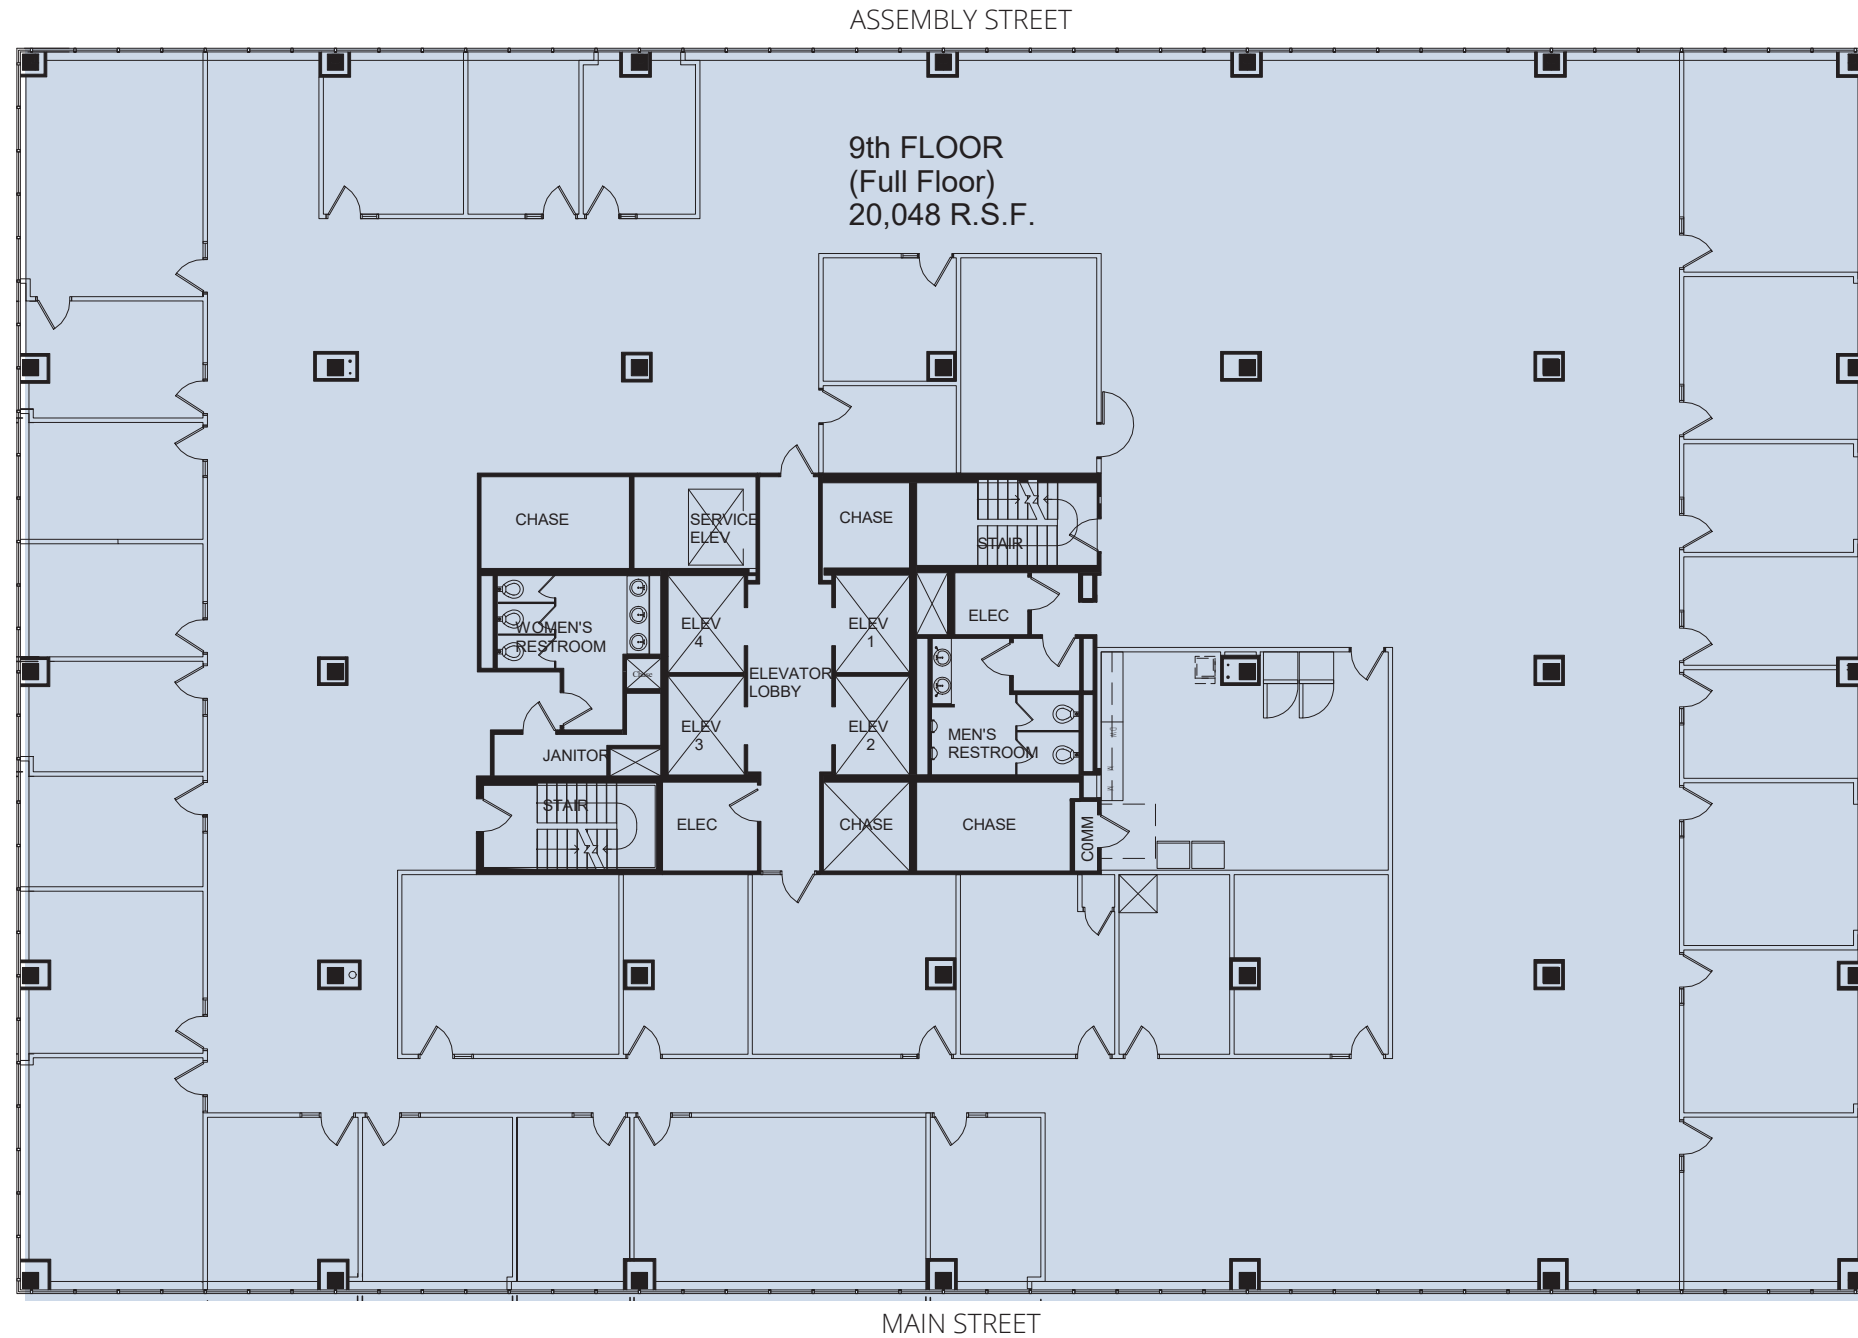 ASSEMBLY STREET
9th FLOOR
(Full Floor)
20,048 R.S.F.
CHASE
SERVICE
ELEV
CHASE
STAIR
WOMEN'S
RESTROOM
ELEV
4
ELEV
1
ELEC
Chase
ELEVATOR
LOBBY
ELEV
3
ELEV
2
MEN'S
RESTROOM
JANITOR
STAIR
ELEC
CHASE
CHASE
COMM
MAIN STREET